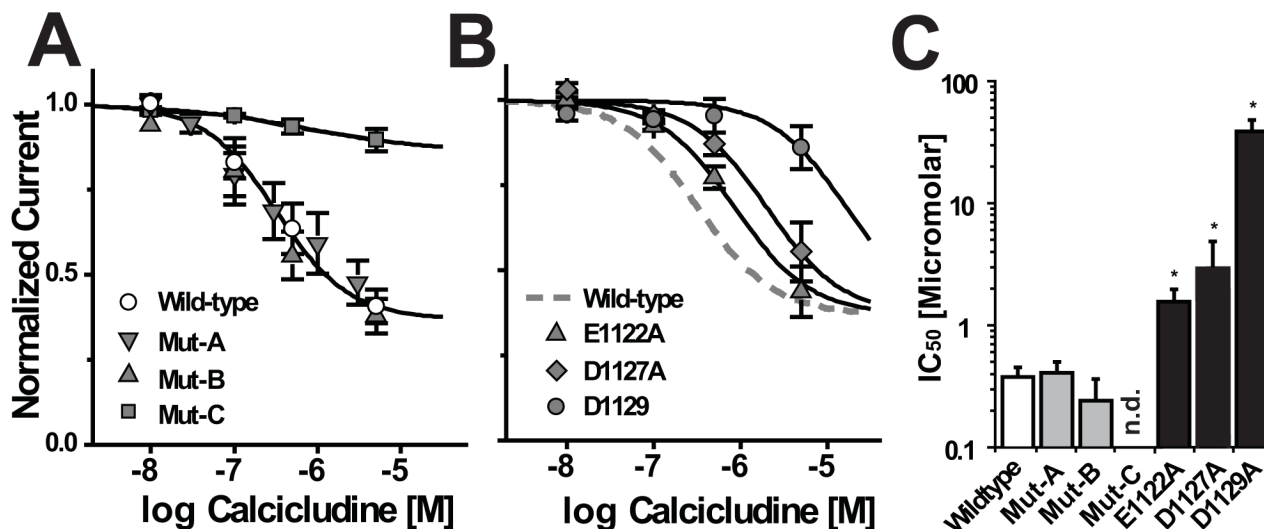 A
Normalized Current
1.0
0.5
0.0
Wild-type
Mut-A
Mut-B
Mut-C
-8 -7 -6 -5
log Calcicludine [M]
B
Wild-type
E1122A
D1127A
D1129
-8 -7 -6 -5
log Calcicludine [M]
C
IC50 [Micromolar]
100
10
1
0.1
* * *
n.d.
Wildtype
Mut-A
Mut-B
Mut-C
E1122A
D1127A
D1129A